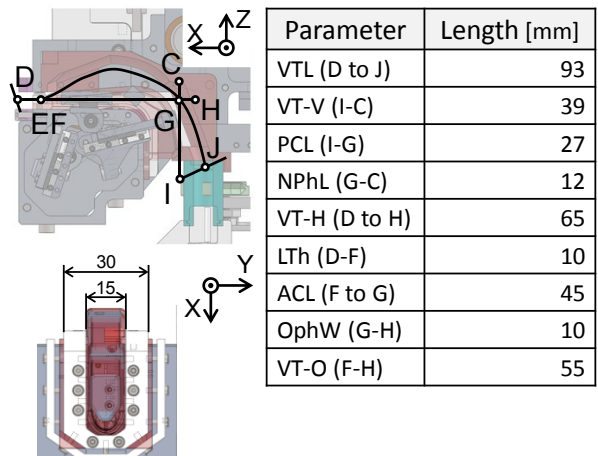 Z
X
C
D
EF
G
H
J
I
30
15
Y
X
Parameter Length [mm]
VTL (D to J) 93
VT-V (I-C) 39
PCL (I-G) 27
NPhL (G-C) 12
VT-H (D to H) 65
LTh (D-F) 10
ACL (F to G) 45
OphW (G-H) 10
VT-O (F-H) 55